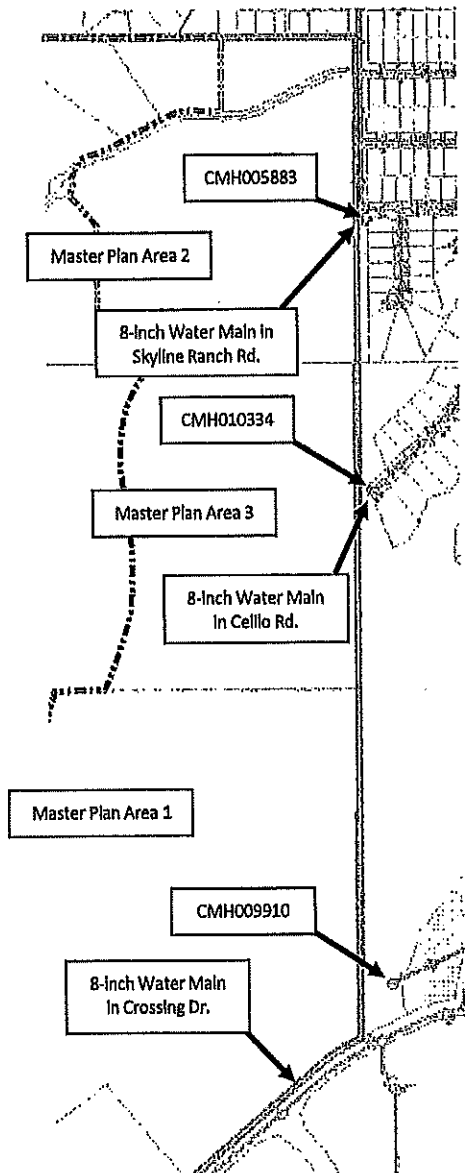 CMH005883
Master Plan Area 2
8-Inch Water Main in
Skyline Ranch Rd.
CMH010334
Master Plan Area 3
8-Inch Water Main
in Celilo Rd.
Master Plan Area 1
CMH009910
8-Inch Water Main
in Crossing Dr.